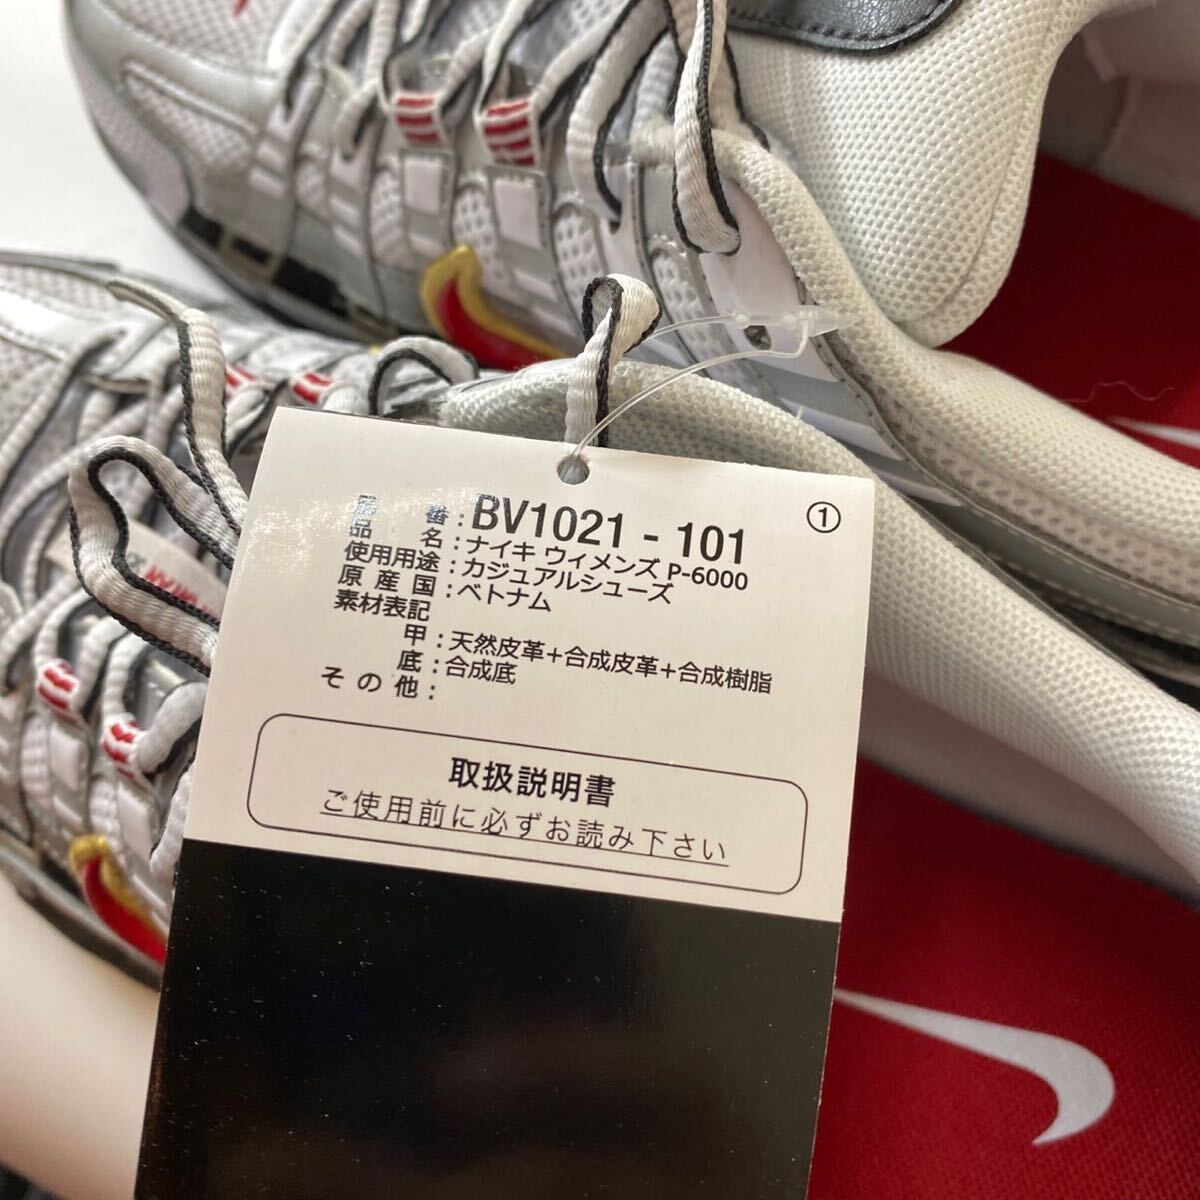 ①
品番:BV1021 - 101
品名:ナイキ ウィメンズ P-6000
使用用途:カジュアルシューズ
原産国:ベトナム
素材表記
甲:天然皮革+合成皮革+合成樹脂
底:合成底
その他:
取扱説明書
ご使用前に必ずお読み下さい